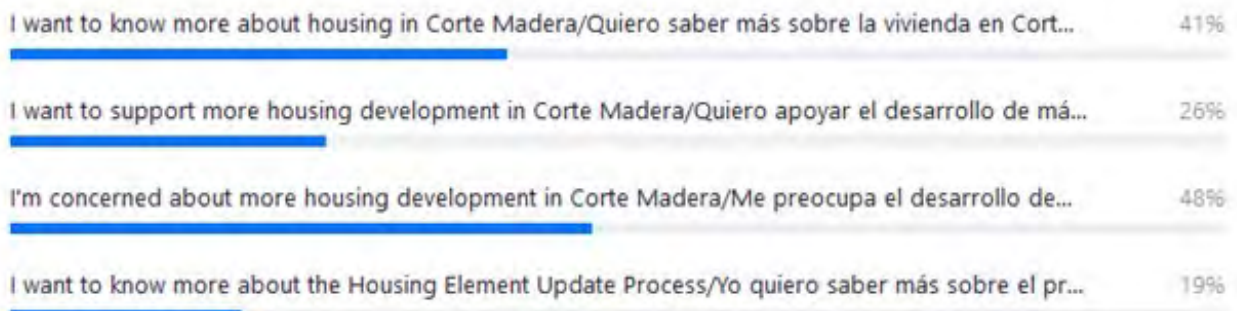 I want to know more about housing in Corte Madera/Quiero saber más sobre la vivienda en Cort... 41%
I want to support more housing development in Corte Madera/Quiero apoyar el desarrollo de má... 26%
I'm concerned about more housing development in Corte Madera/Me preocupa el desarrollo de... 48%
I want to know more about the Housing Element Update Process/Yo quiero saber más sobre el pr... 19%